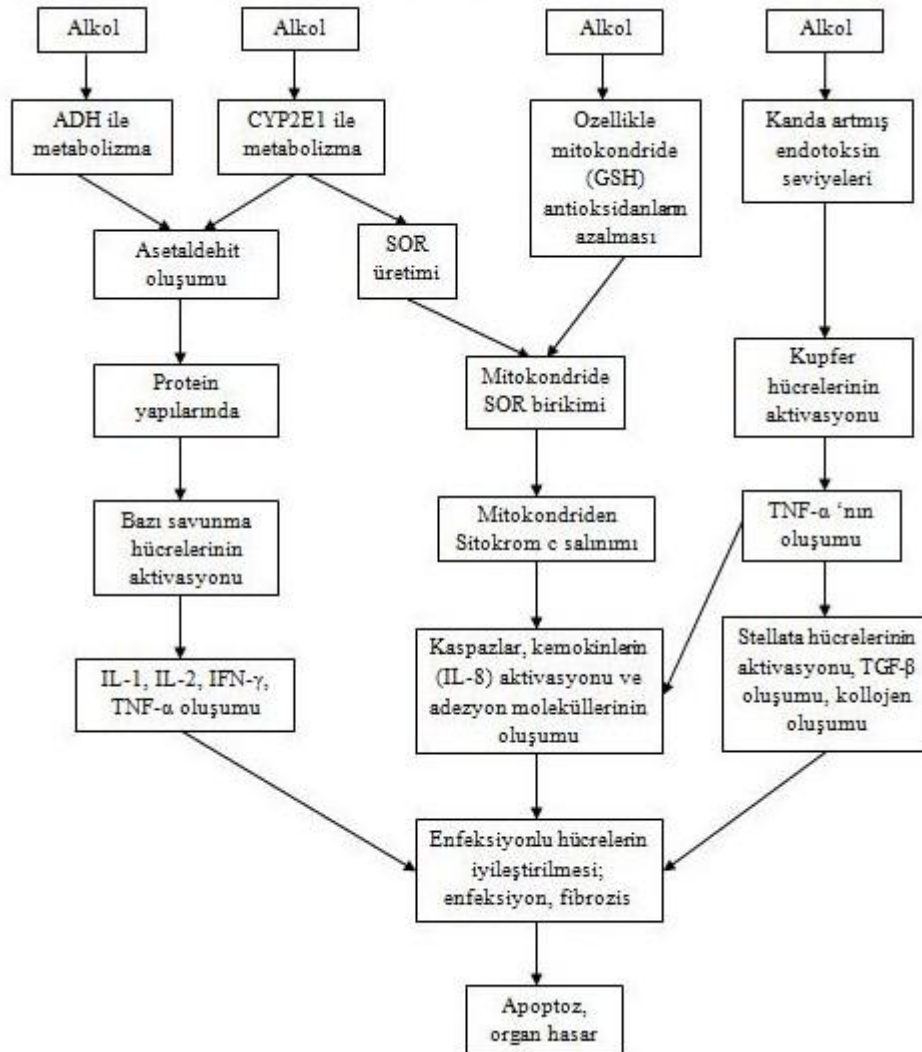 Alkol
Alkol
Alkol
Alkol
ADH ile
metabolizma
CYP2E1 ile
metabolizma
Ozellikle
mitokondride
(GSH)
antioksidanların
azalması
Kanda artmış
endotoksin
seviyeleri
Asetaldehit
oluşumu
SOR
üretimi
Protein
yapılarında
Mitokondride
SOR birikimi
Kupfer
hücrelerinin
aktivasyonu
Bazı savunma
hücrelerinin
aktivasyonu
Mitokondriden
Sitokrom c salınımı
TNF-α ‘nın
oluşumu
IL-1, IL-2, IFN-γ,
TNF-α oluşumu
Kaspazlar, kemokinlerin
(IL-8) aktivasyonu ve
adezyon moleküllerinin
oluşumu
Stellata hücrelerinin
aktivasyonu, TGF-β
oluşumu, kollojen
oluşumu
Enfeksiyonlu hücrelerin
iyileştirilmesi;
enfeksiyon, fibrozis
Apoptoz,
organ hasar